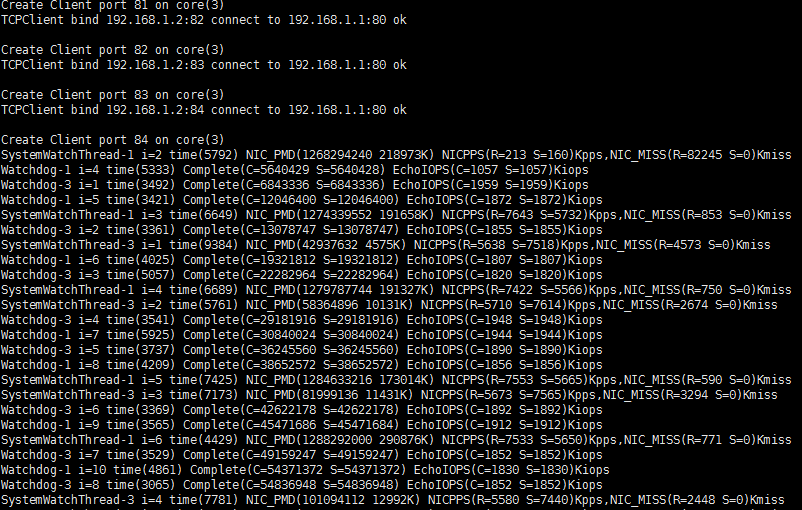 Create Client port 81 on core(3)
TCPClient bind 192.168.1.2:82 connect to 192.168.1.1:80 ok
Create Client port 82 on core(3)
TCPClient bind 192.168.1.2:83 connect to 192.168.1.1:80 ok
Create Client port 83 on core(3)
TCPClient bind 192.168.1.2:84 connect to 192.168.1.1:80 ok
Create Client port 84 on core(3)
SystemWatchThread-1 i=2 time(5792) NIC_PMD(1268294240 218973K) NICPPS(R=213 S=160)Kpps,NIC_MISS(R=82245 S=0)Kmiss
Watchdog-1 i=4 time(5333) Complete(C=5640429 S=5640428) EchoIOPS(C=1057 S=1057)Kiops
Watchdog-3 i=1 time(3492) Complete(C=6843336 S=6843336) EchoIOPS(C=1959 S=1959)Kiops
Watchdog-1 i=5 time(3421) Complete(C=12046400 S=12046400) EchoIOPS(C=1872 S=1872)Kiops
SystemWatchThread-1 i=3 time(6649) NIC_PMD(1274339552 191658K) NICPPS(R=7643 S=5732)Kpps,NIC_MISS(R=853 S=0)Kmiss
Watchdog-3 i=2 time(3361) Complete(C=13078747 S=13078747) EchoIOPS(C=1855 S=1855)Kiops
SystemWatchThread-3 i=1 time(9384) NIC_PMD(42937632 4575K) NICPPS(R=5638 S=7518)Kpps,NIC_MISS(R=4573 S=0)Kmiss
Watchdog-1 i=6 time(4025) Complete(C=19321812 S=19321812) EchoIOPS(C=1807 S=1807)Kiops
Watchdog-3 i=3 time(5057) Complete(C=22282964 S=22282964) EchoIOPS(C=1820 S=1820)Kiops
SystemWatchThread-1 i=4 time(6689) NIC_PMD(1279787744 191327K) NICPPS(R=7422 S=5566)Kpps,NIC_MISS(R=750 S=0)Kmiss
SystemWatchThread-3 i=2 time(5761) NIC_PMD(58364896 10131K) NICPPS(R=5710 S=7614)Kpps,NIC_MISS(R=2674 S=0)Kmiss
Watchdog-3 i=4 time(3541) Complete(C=29181916 S=29181916) EchoIOPS(C=1948 S=1948)Kiops
Watchdog-1 i=7 time(5925) Complete(C=30840024 S=30840024) EchoIOPS(C=1944 S=1944)Kiops
Watchdog-3 i=5 time(3737) Complete(C=36245560 S=36245560) EchoIOPS(C=1890 S=1890)Kiops
Watchdog-1 i=8 time(4209) Complete(C=38652572 S=38652572) EchoIOPS(C=1856 S=1856)Kiops
SystemWatchThread-1 i=5 time(7425) NIC_PMD(1284633216 173014K) NICPPS(R=7553 S=5665)Kpps,NIC_MISS(R=590 S=0)Kmiss
SystemWatchThread-3 i=3 time(7173) NIC_PMD(81999136 11431K) NICPPS(R=5673 S=7565)Kpps,NIC_MISS(R=3294 S=0)Kmiss
Watchdog-3 i=6 time(3369) Complete(C=42622178 S=42622178) EchoIOPS(C=1892 S=1892)Kiops
Watchdog-1 i=9 time(3565) Complete(C=45471686 S=45471684) EchoIOPS(C=1912 S=1912)Kiops
SystemWatchThread-1 i=6 time(4429) NIC_PMD(1288292000 290876K) NICPPS(R=7533 S=5650)Kpps,NIC_MISS(R=771 S=0)Kmiss
Watchdog-3 i=7 time(3529) Complete(C=49159247 S=49159247) EchoIOPS(C=1852 S=1852)Kiops
Watchdog-1 i=10 time(4861) Complete(C=54371372 S=54371372) EchoIOPS(C=1830 S=1830)Kiops
Watchdog-3 i=8 time(3065) Complete(C=54836948 S=54836948) EchoIOPS(C=1852 S=1852)Kiops
SystemWatchThread-3 i=4 time(7781) NIC_PMD(101094112 12992K) NICPPS(R=5580 S=7440)Kpps,NIC_MISS(R=2448 S=0)Kmiss